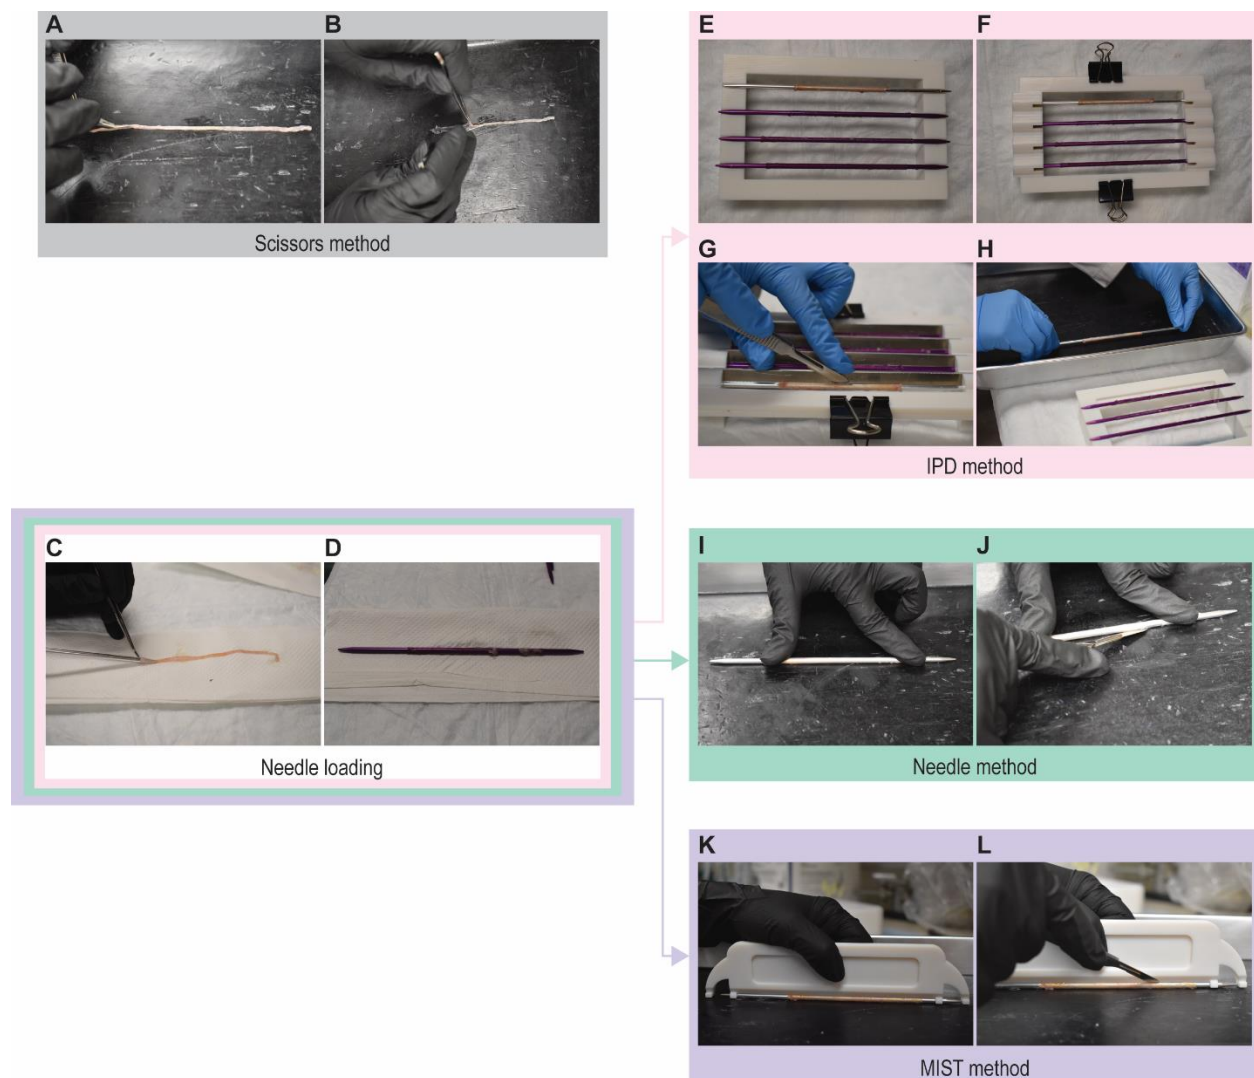 A
B
Scissors method
C
D
Needle loading
E
F
G
H
IPD method
I
J
Needle method
K
L
MIST method